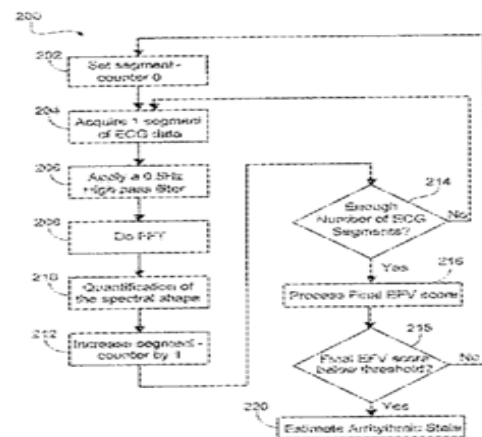 200
202
Set segment-
counter 0
204
Acquire 1 segment
of ECG data
206
Apply a 0.5Hz
High pass filter
208
Do FFT
210
Quantification of
the spectral shape
212
Increase segment-
counter by 1
214
Enough
Number of ECG
Segments?
No
Yes
216
Process Final EFV score
Final EFV score
below threshold?
No
Yes
220
Estimate Arrhythmic State